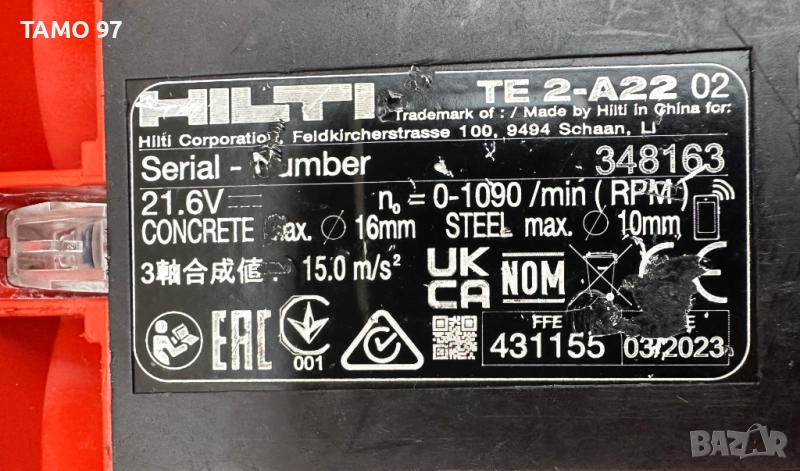 TAMO 97
HILTI TE 2-A22 02
Trademark of : / Made by Hilti in China for:
Hilti Corporation, Feldkircherstrasse 100, 9494 Schaan, LI
Serial - Number 348163
21.6V n₀ = 0-1090 /min ( RPM )
CONCRETE max. ⌀ 16mm STEEL max. ⌀ 10mm
3軸合成値: 15.0 m/s²
UK
CA
NOM
CE
EAC
001
FFE
431155
03/2023
BAZAR